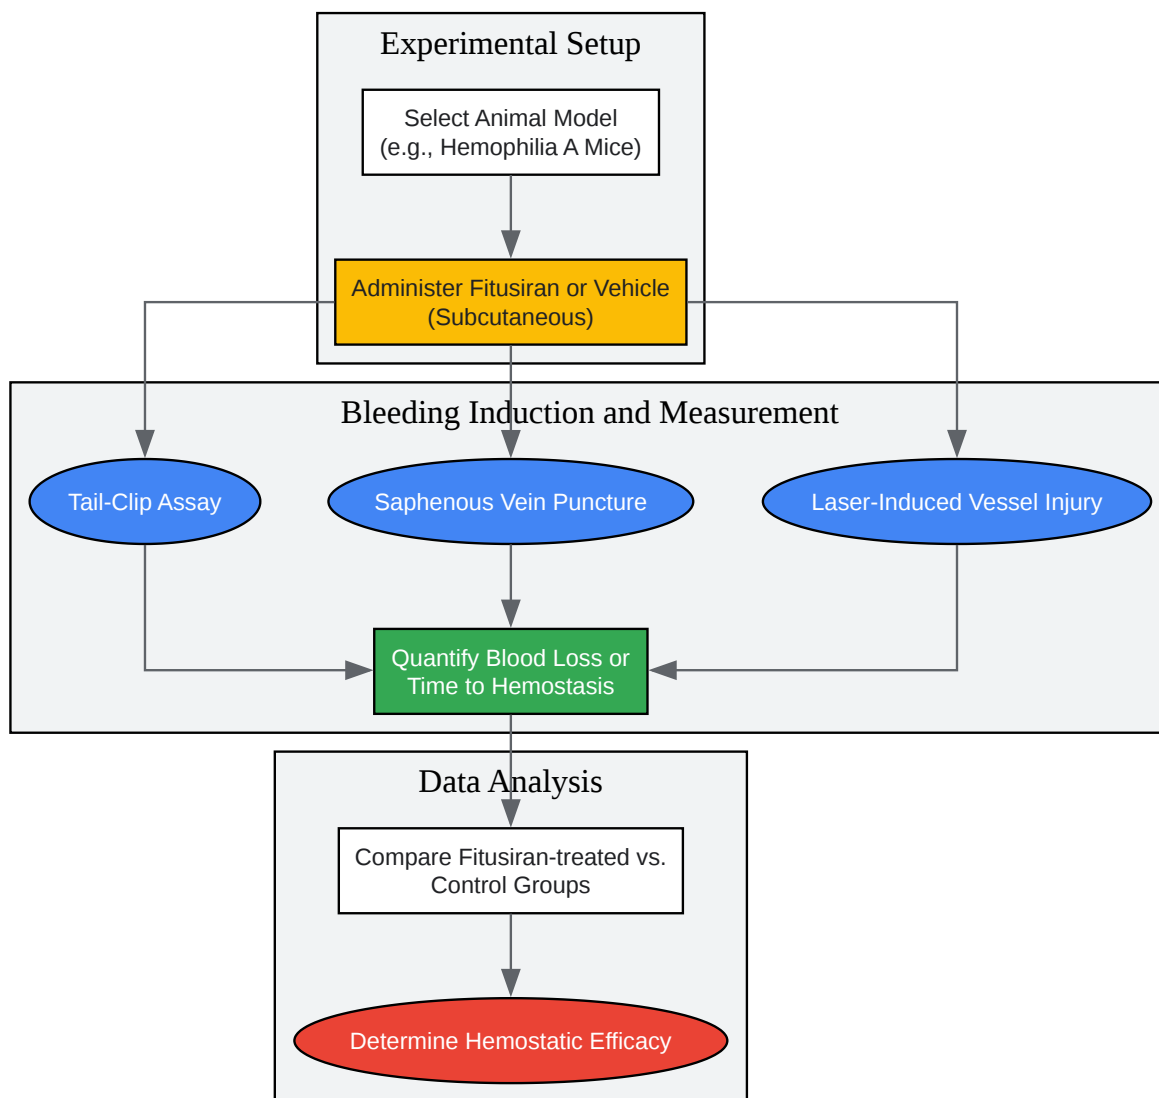 Experimental Setup
Select Animal Model
(e.g., Hemophilia A Mice)
Administer Fitusiran or Vehicle
(Subcutaneous)
Bleeding Induction and Measurement
Tail-Clip Assay
Saphenous Vein Puncture
Laser-Induced Vessel Injury
Quantify Blood Loss or
Time to Hemostasis
Data Analysis
Compare Fitusiran-treated vs.
Control Groups
Determine Hemostatic Efficacy